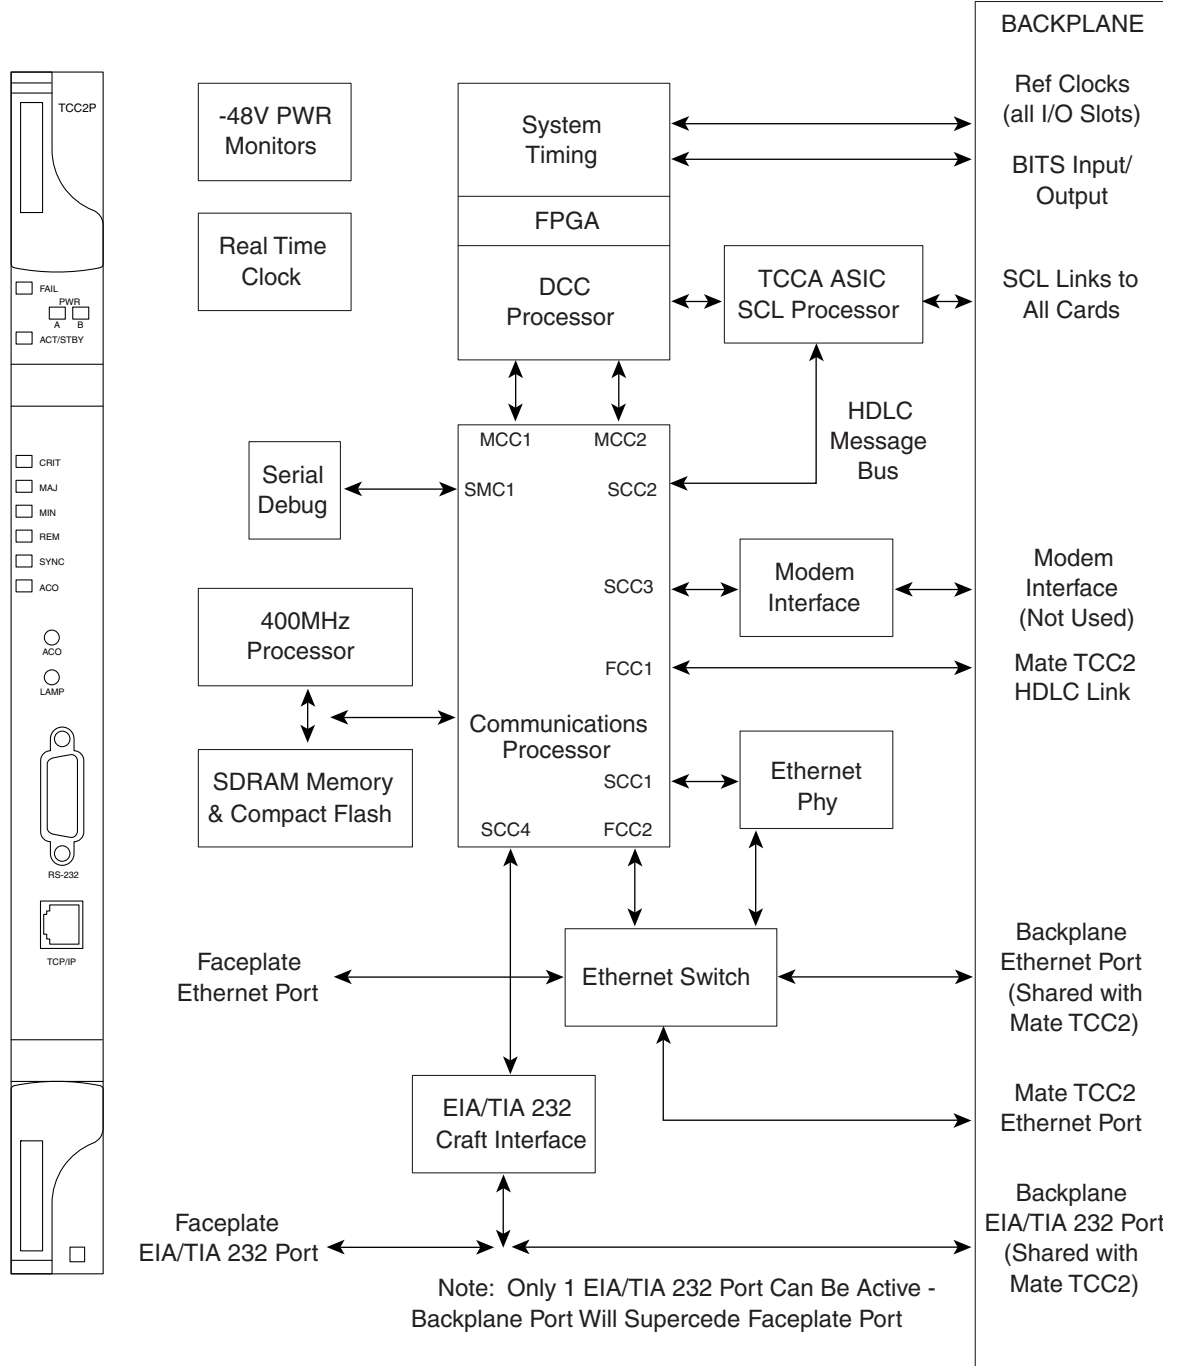 BACKPLANE
TCC2P
FAIL
PWR
A B
ACT/STBY
CRIT
MAJ
MIN
REM
SYNC
ACO
ACO
LAMP
RS-232
TCP/IP
-48V PWR
Monitors
Real Time
Clock
System
Timing
FPGA
DCC
Processor
TCCA ASIC
SCL Processor
Ref Clocks
(all I/O Slots)
BITS Input/
Output
SCL Links to
All Cards
HDLC
Message
Bus
MCC1
MCC2
Serial
Debug
SMC1
SCC2
SCC3
Modem
Interface
Modem
Interface
(Not Used)
400MHz
Processor
FCC1
Mate TCC2
HDLC Link
Communications
Processor
SDRAM Memory
& Compact Flash
SCC1
Ethernet
Phy
SCC4
FCC2
Faceplate
Ethernet Port
Ethernet Switch
Backplane
Ethernet Port
(Shared with
Mate TCC2)
EIA/TIA 232
Craft Interface
Mate TCC2
Ethernet Port
Faceplate
EIA/TIA 232 Port
Backplane
EIA/TIA 232 Port
(Shared with
Mate TCC2)
Note: Only 1 EIA/TIA 232 Port Can Be Active -
Backplane Port Will Supercede Faceplate Port